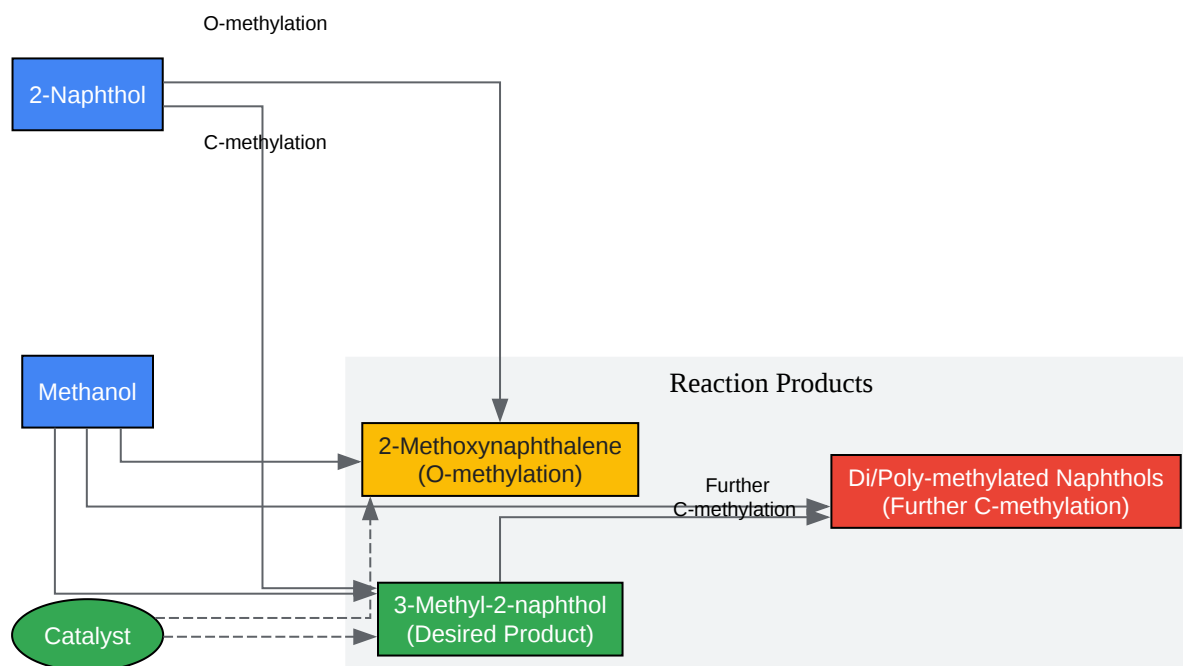 O-methylation
2-Naphthol
C-methylation
Methanol
Reaction Products
2-Methoxynaphthalene
(O-methylation)
Further
C-methylation
Di/Poly-methylated Naphthols
(Further C-methylation)
3-Methyl-2-naphthol
(Desired Product)
Catalyst